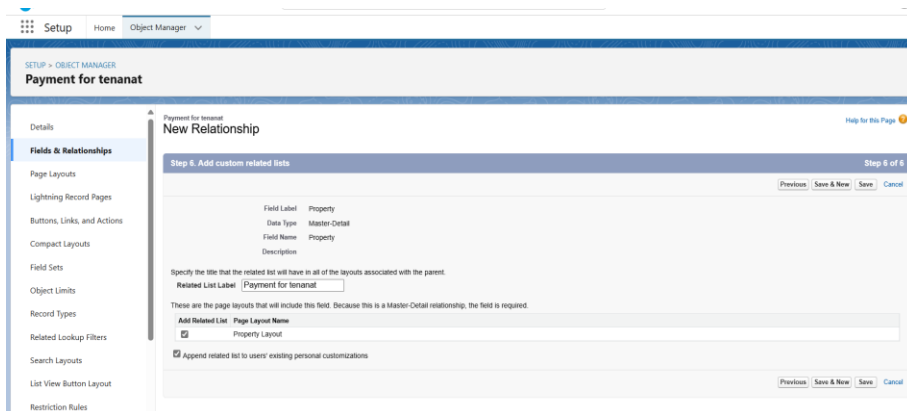 Setup Home Object Manager
SETUP > OBJECT MANAGER
Payment for tenanat
Details
Fields & Relationships
Page Layouts
Lightning Record Pages
Buttons, Links, and Actions
Compact Layouts
Field Sets
Object Limits
Record Types
Related Lookup Filters
Search Layouts
List View Button Layout
Restriction Rules
Payment for tenanat
New Relationship
Help for this Page ?
Step 6. Add custom related lists Step 6 of 6
Previous Save & New Save Cancel
Field Label Property
Data Type Master-Detail
Field Name Property
Description
Specify the title that the related list will have in all of the layouts associated with the parent.
Related List Label Payment for tenanat
These are the page layouts that will include this field. Because this is a Master-Detail relationship, the field is required.
Add Related List Page Layout Name
Property Layout
Append related list to users' existing personal customizations
Previous Save & New Save Cancel